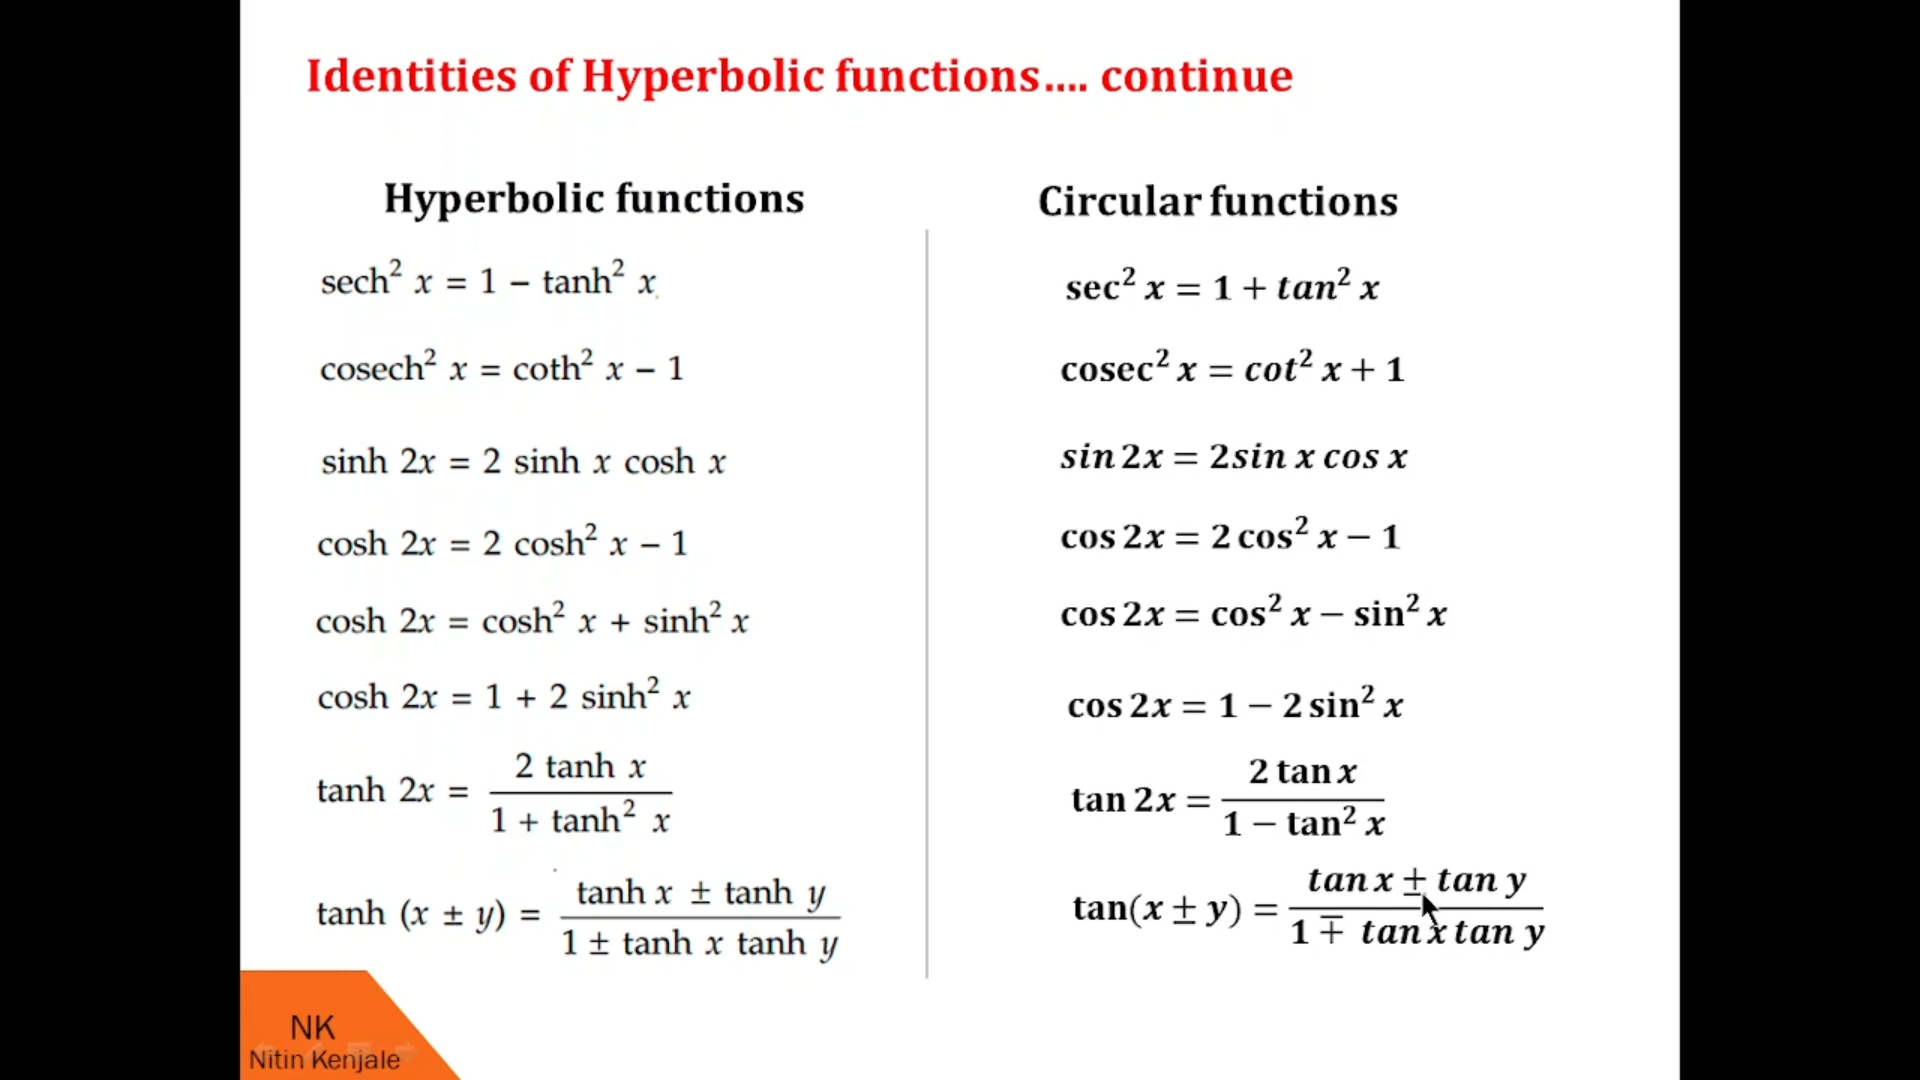 Identities of Hyperbolic functions.... continue
Hyperbolic functions
sech² x = 1 − tanh² x
cosech² x = coth² x − 1
sinh 2x = 2 sinh x cosh x
cosh 2x = 2 cosh² x − 1
cosh 2x = cosh² x + sinh² x
cosh 2x = 1 + 2 sinh² x
tanh 2x = 2 tanh x / 1 + tanh² x
tanh (x ± y) = tanh x ± tanh y / 1 ± tanh x tanh y
Circular functions
sec² x = 1 + tan² x
cosec² x = cot² x + 1
sin 2x = 2sin x cos x
cos 2x = 2 cos² x − 1
cos 2x = cos² x − sin² x
cos 2x = 1 − 2 sin² x
tan 2x = 2 tan x / 1 − tan² x
tan(x ± y) = tan x ± tan y / 1 ∓ tan x tan y
NK
Nitin Kenjale